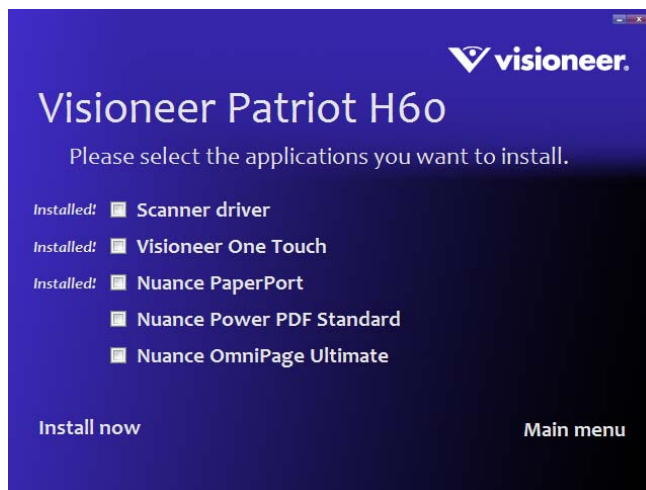 visioneer.
Visioneer Patriot H60
Please select the applications you want to install.
Installed! Scanner driver
Installed! Visioneer One Touch
Installed! Nuance PaperPort
Nuance Power PDF Standard
Nuance OmniPage Ultimate
Install now
Main menu